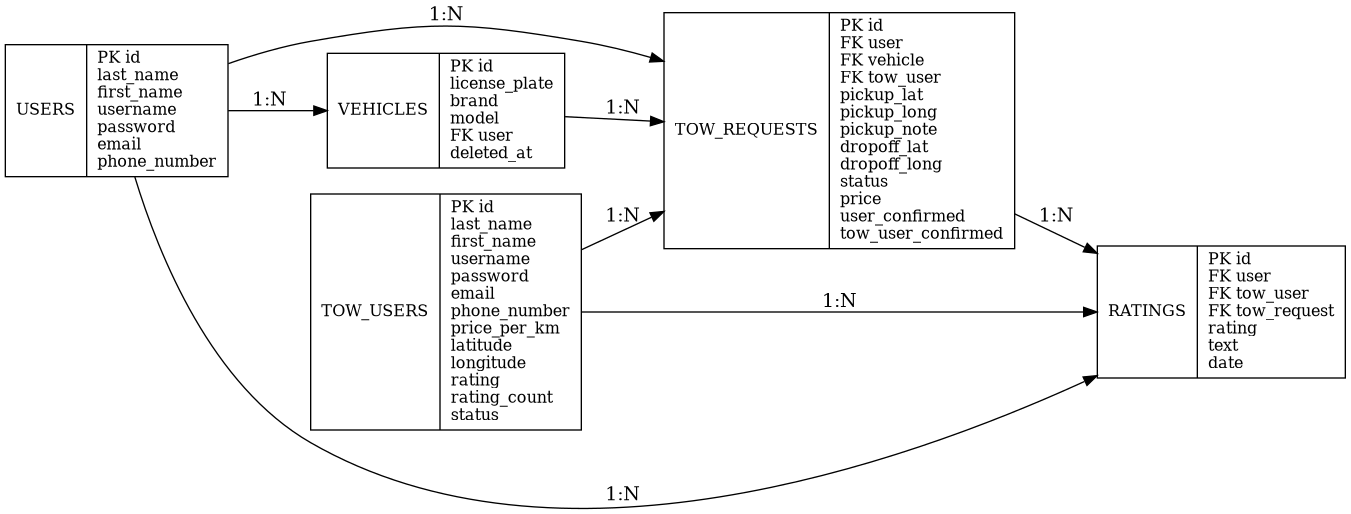 USERS
PK id
last_name
first_name
username
password
email
phone_number
1:N
1:N
VEHICLES
PK id
license_plate
brand
model
FK user
deleted_at
1:N
TOW_USERS
PK id
last_name
first_name
username
password
email
phone_number
price_per_km
latitude
longitude
rating
rating_count
status
1:N
1:N
1:N
TOW_REQUESTS
PK id
FK user
FK vehicle
FK tow_user
pickup_lat
pickup_long
pickup_note
dropoff_lat
dropoff_long
status
price
user_confirmed
tow_user_confirmed
1:N
RATINGS
PK id
FK user
FK tow_user
FK tow_request
rating
text
date